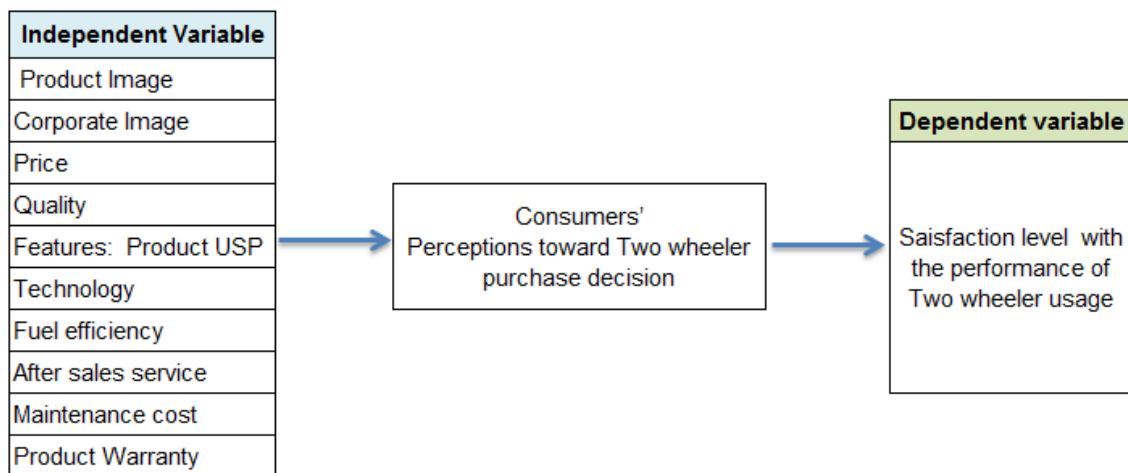 Independent Variable
Product Image
Corporate Image
Price
Quality
Features: Product USP
Technology
Fuel efficiency
After sales service
Maintenance cost
Product Warranty
Consumers'
Perceptions toward Two wheeler
purchase decision
Dependent variable
Saisfaction level with
the performance of
Two wheeler usage